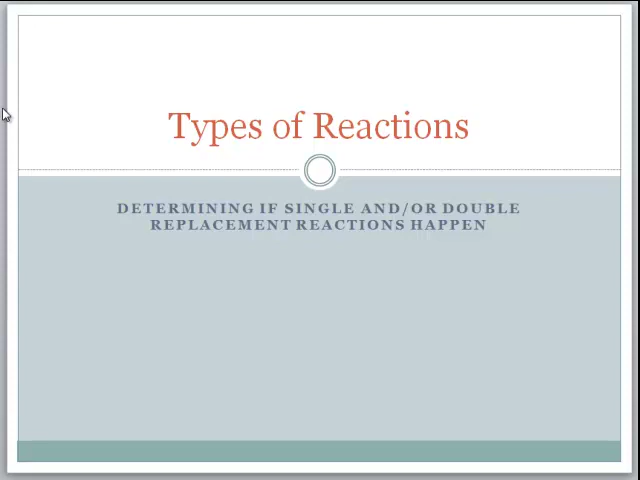 Types of Reactions
DETERMINING IF SINGLE AND/OR DOUBLE
REPLACEMENT REACTIONS HAPPEN